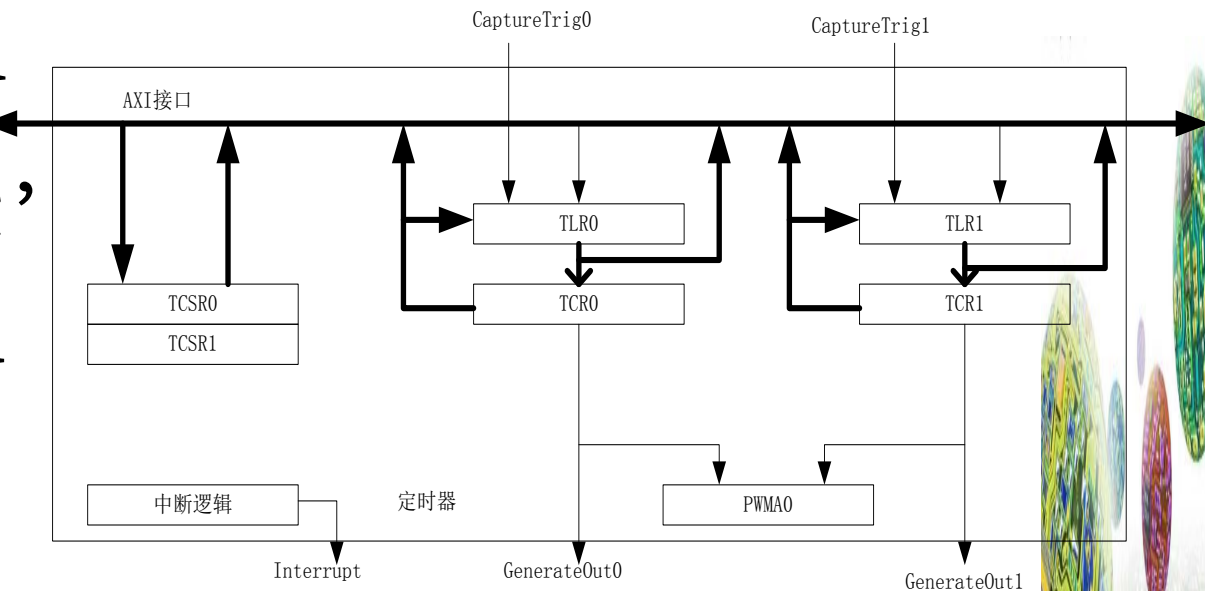 CaptureTrig0
CaptureTrig1
AXI接口
,
TLR0
TLR1
TCSR0
TCR0
TCR1
TCSR1
中断逻辑
定时器
PWMA0
Interrupt
GenerateOut0
GenerateOut1